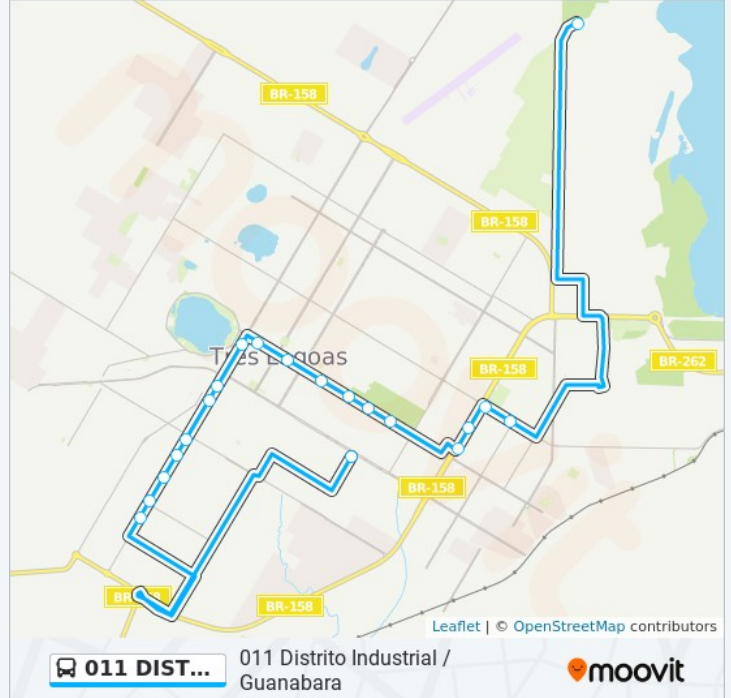 BR-158
BR-158
Três Lagoas
BR-158
BR-262
BR-158
BR-158
Leaflet | © OpenStreetMap contributors
011 DIST...
011 Distrito Industrial /
Guanabara
moovit